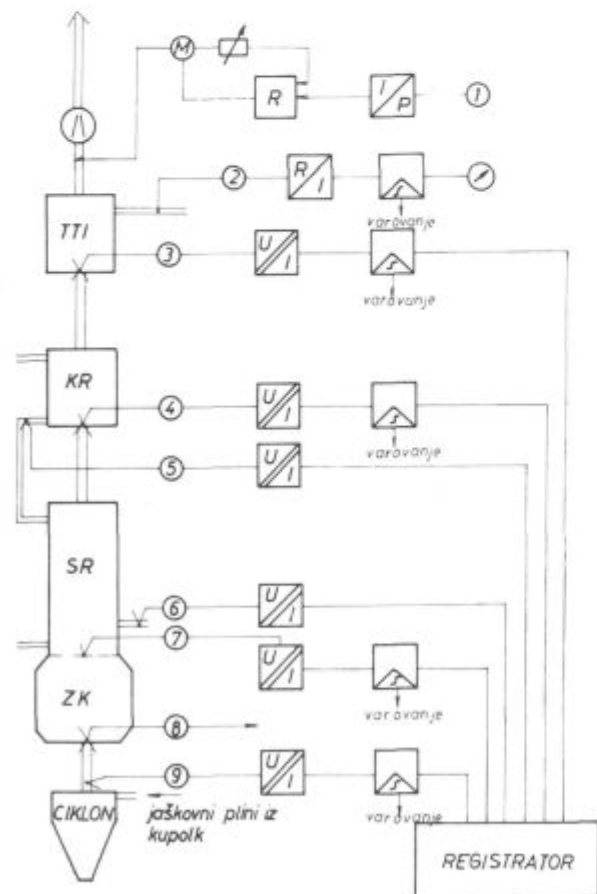 M
R
I/P
1
2
R/I
varovanje
TTI
3
U/I
varovanje
KR
4
U/I
varovanje
5
U/I
SR
6
U/I
7
U/I
varovanje
ZK
8
9
U/I
varovanje
CIKLON
jaškovni plini iz
kupolk
REGISTRATOR